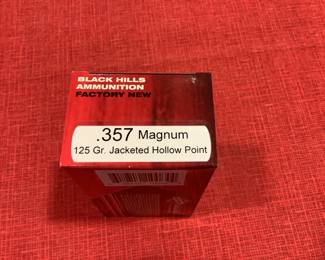 BLACK HILLS
AMMUNITION
FACTORY NEW
.357 Magnum
125 Gr. Jacketed Hollow Point